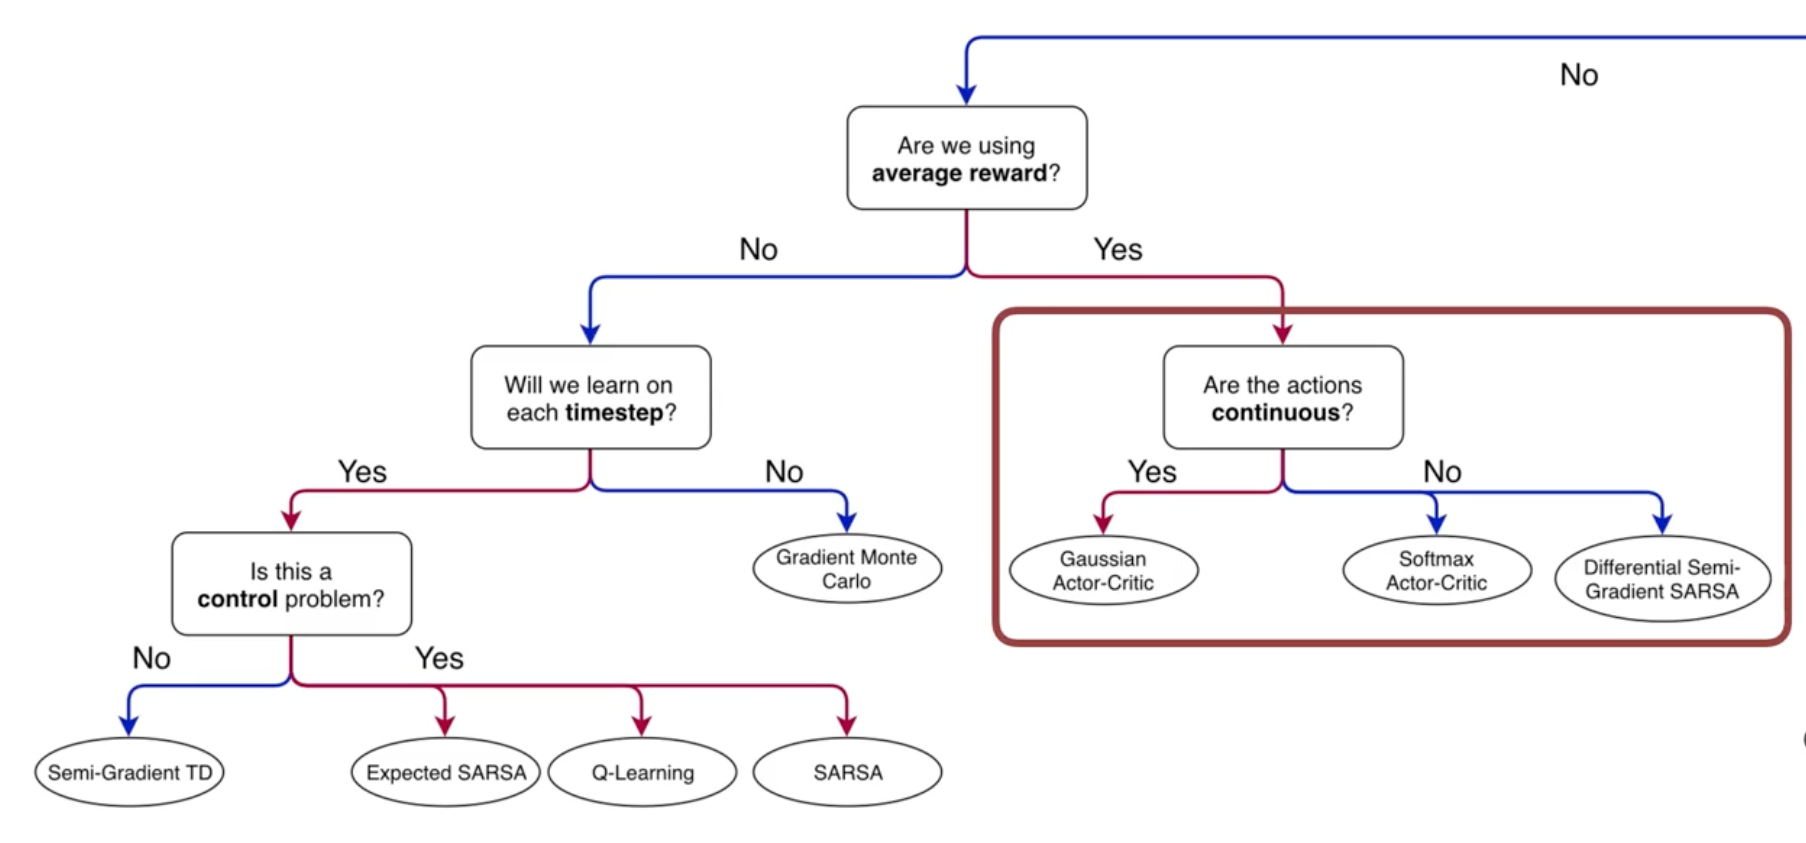 No
Are we using
average reward?
No
Yes
Will we learn on
each timestep?
Are the actions
continuous?
Yes
No
Yes
No
Is this a
control problem?
Gradient Monte
Carlo
Gaussian
Actor-Critic
Softmax
Actor-Critic
Differential Semi-
Gradient SARSA
No
Yes
Semi-Gradient TD
Expected SARSA
Q-Learning
SARSA